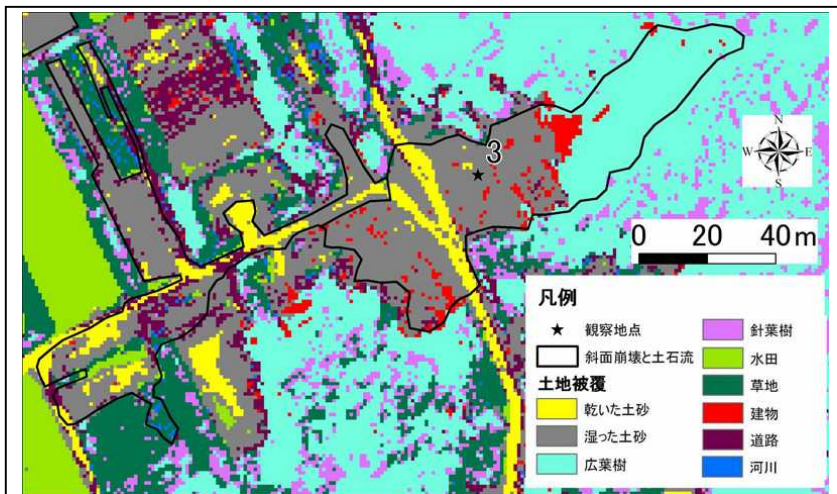 3
N
W E
S
0 20 40 m
凡例
観察地点
斜面崩壊と土石流
土地被覆
乾いた土砂
湿った土砂
広葉樹
針葉樹
水田
草地
建物
道路
河川